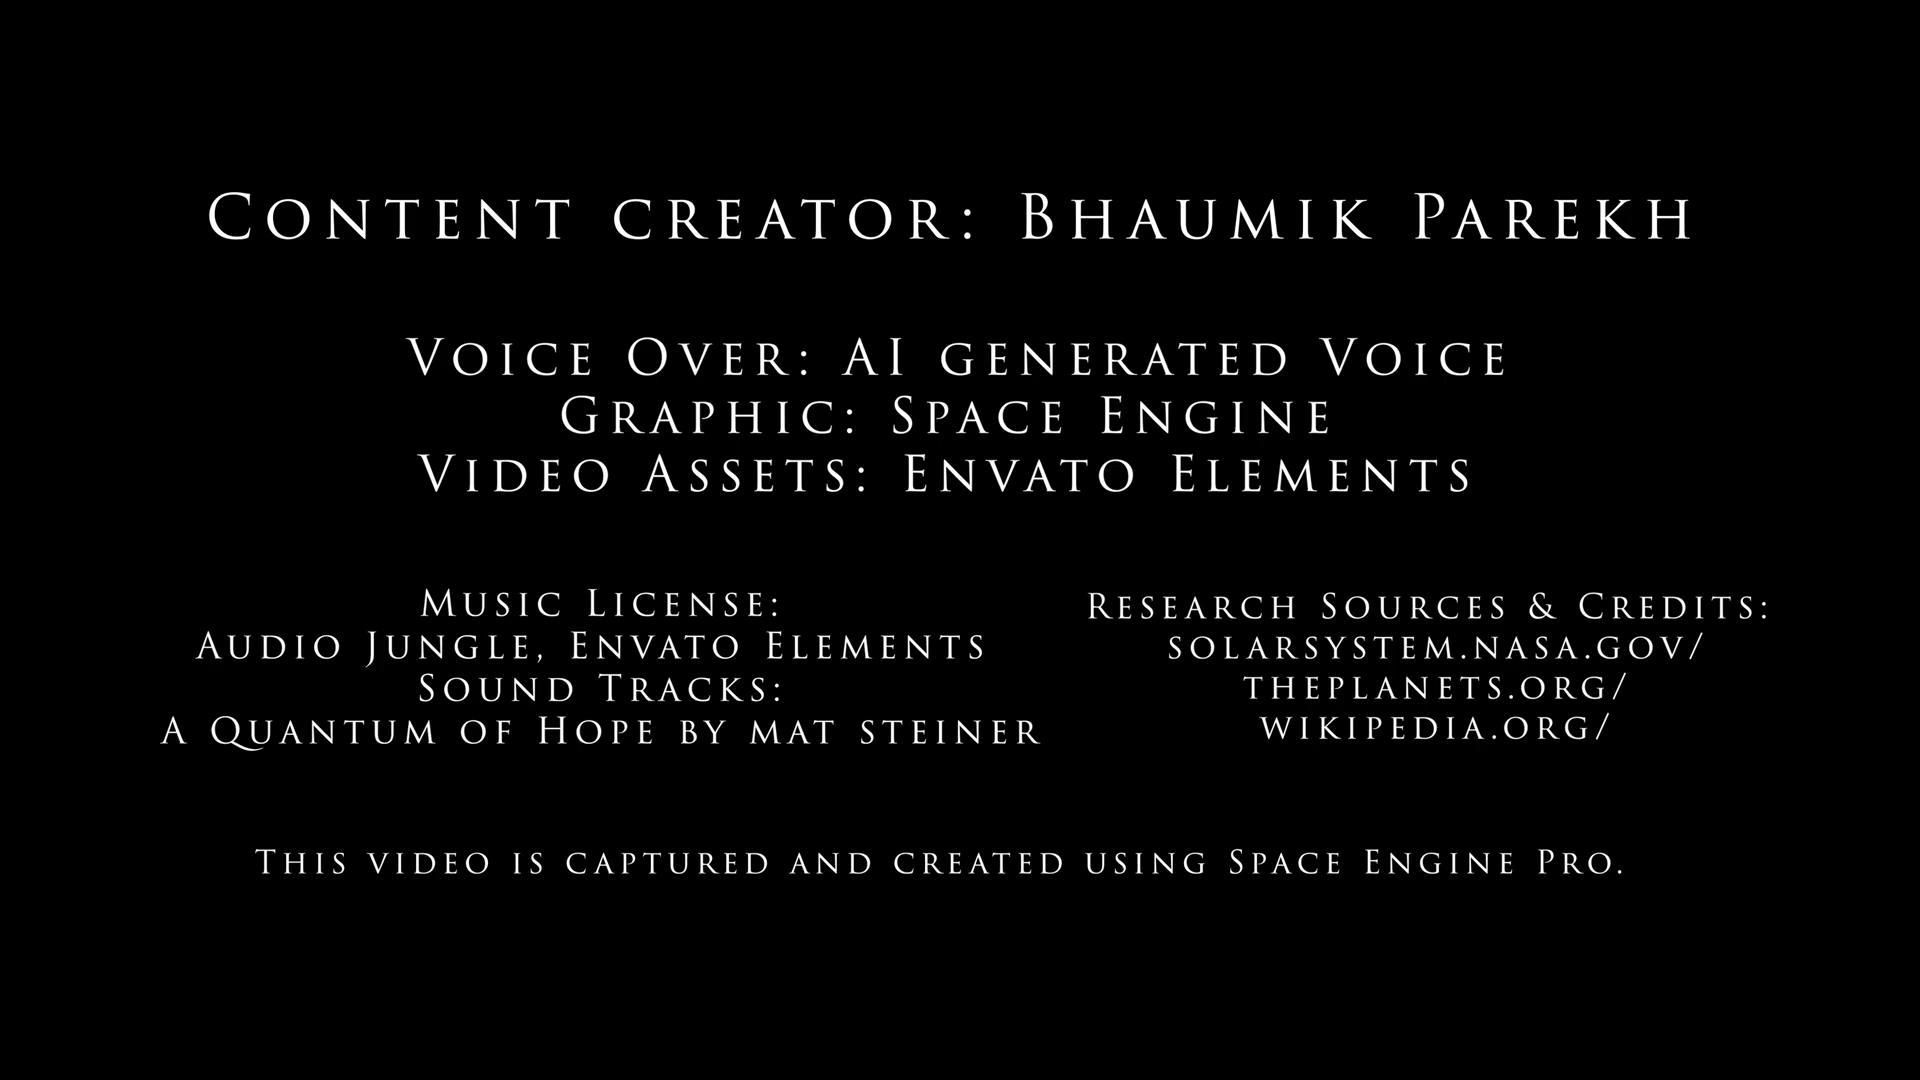 Content creator: Bhaumik Parekh
Voice Over: AI generated Voice
Graphic: Space Engine
Video Assets: Envato Elements
Music License:
Audio Jungle, Envato Elements
Sound Tracks:
A Quantum of Hope by mat steiner
Research Sources & Credits:
solarsystem.nasa.gov/
theplanets.org/
wikipedia.org/
This video is captured and created using Space Engine Pro.